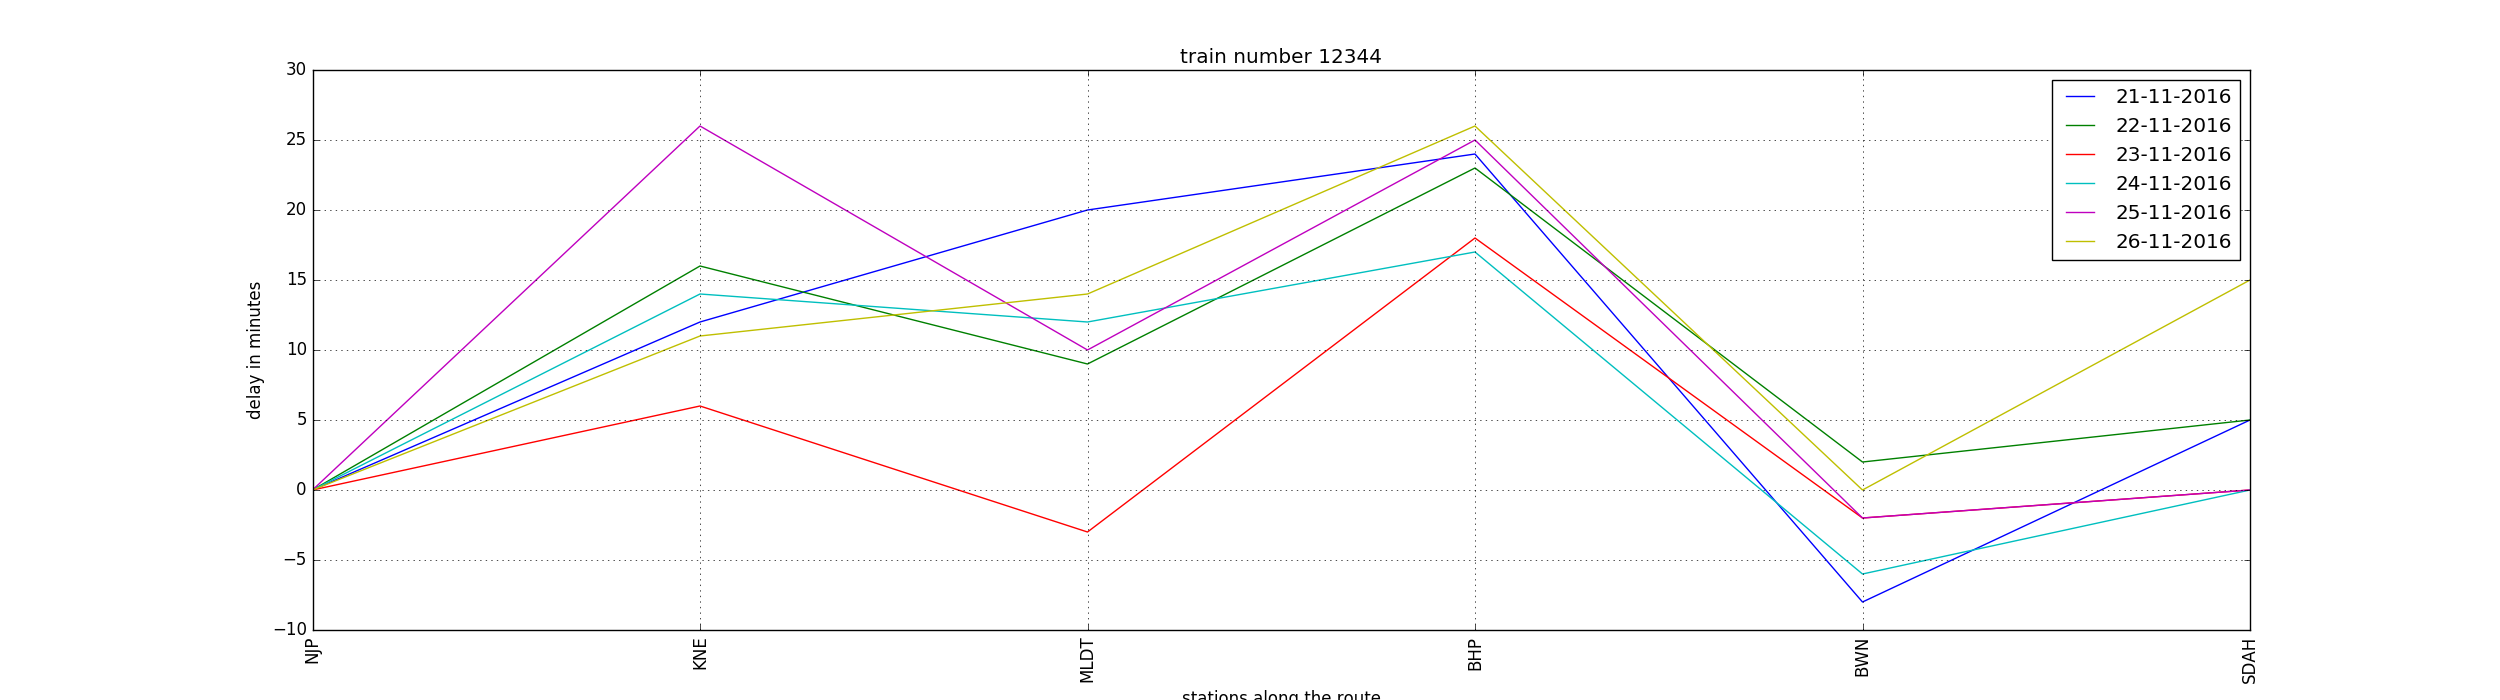 train number 12344
30
25
20
15
10
5
0
−5
−10
delay in minutes
21-11-2016
22-11-2016
23-11-2016
24-11-2016
25-11-2016
26-11-2016
NJP
KNE
MLDT
BHP
BWN
SDAH
stations along the route